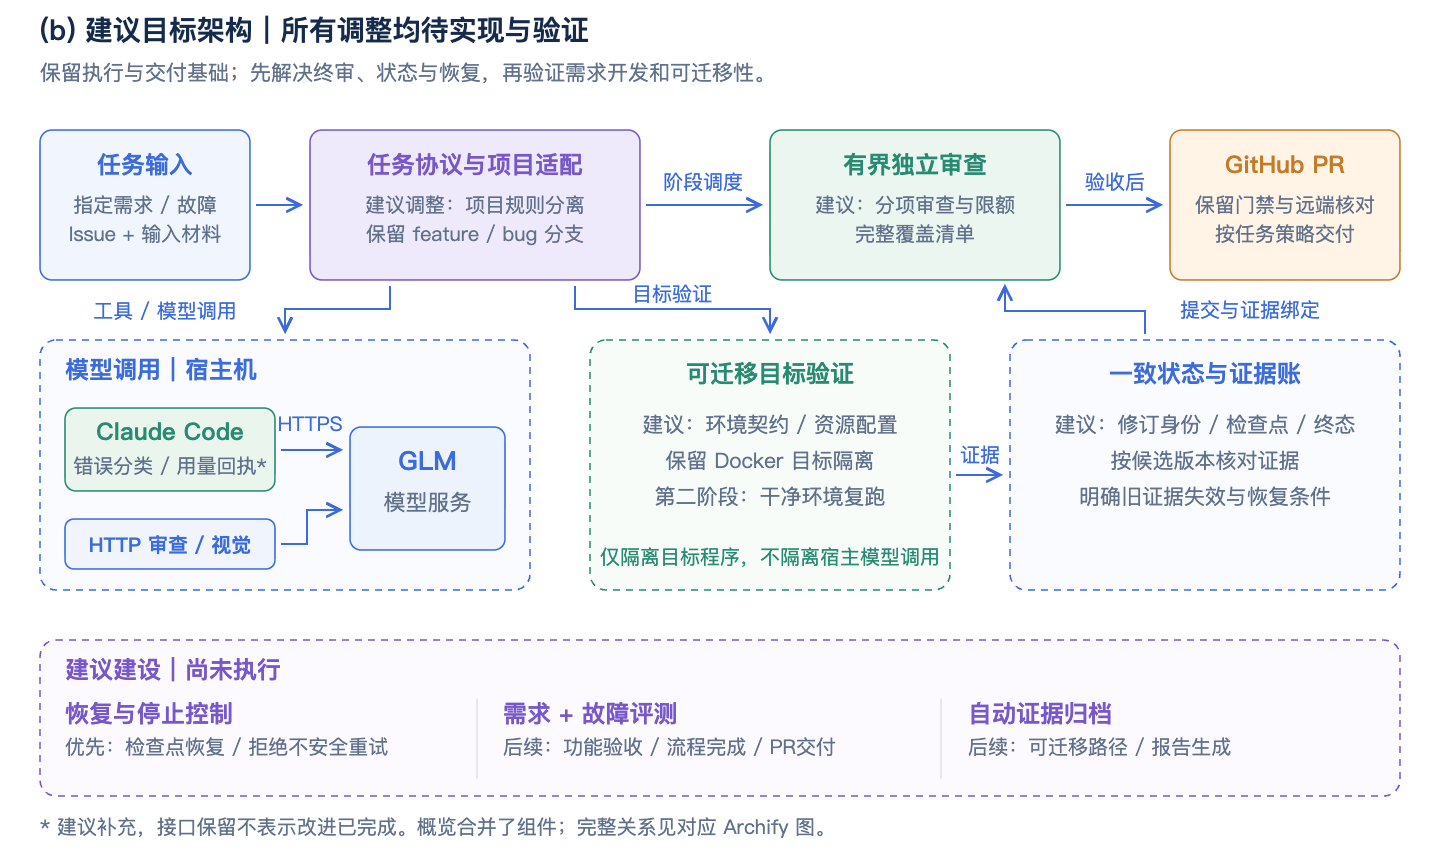 (b) 建议目标架构｜所有调整均待实现与验证
保留执行与交付基础；先解决终审、状态与恢复，再验证需求开发和可迁移性。
任务输入
指定需求 / 故障
Issue + 输入材料
任务协议与项目适配
建议调整：项目规则分离
保留 feature / bug 分支
阶段调度
有界独立审查
建议：分项审查与限额
完整覆盖清单
验收后
GitHub PR
保留门禁与远端核对
按任务策略交付
工具 / 模型调用
目标验证
提交与证据绑定
模型调用｜宿主机
Claude Code
错误分类 / 用量回执*
HTTPS
GLM
模型服务
HTTP 审查 / 视觉
可迁移目标验证
建议：环境契约 / 资源配置
保留 Docker 目标隔离
第二阶段：干净环境复跑
仅隔离目标程序，不隔离宿主模型调用
证据
一致状态与证据账
建议：修订身份 / 检查点 / 终态
按候选版本核对证据
明确旧证据失效与恢复条件
建议建设｜尚未执行
恢复与停止控制
优先：检查点恢复 / 拒绝不安全重试
需求 + 故障评测
后续：功能验收 / 流程完成 / PR交付
自动证据归档
后续：可迁移路径 / 报告生成
* 建议补充，接口保留不表示改进已完成。概览合并了组件；完整关系见对应 Archify 图。